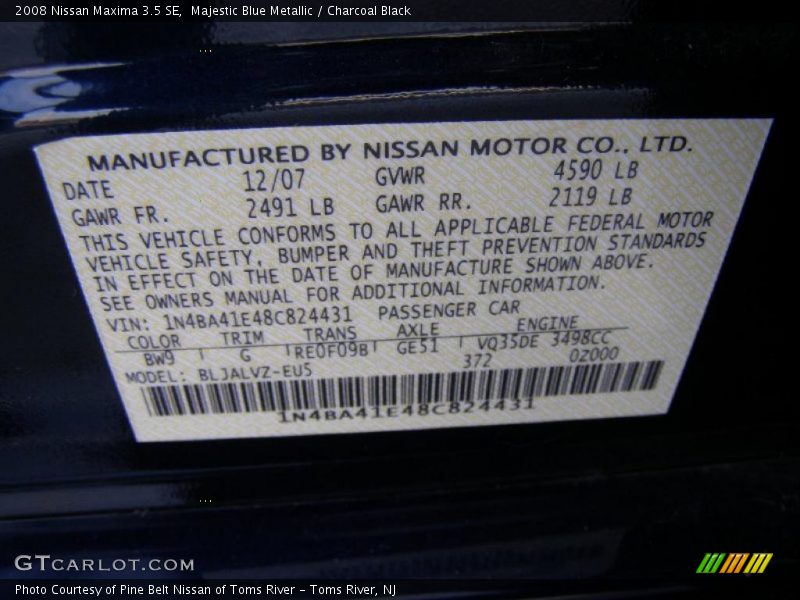 2008 Nissan Maxima 3.5 SE,  Majestic Blue Metallic / Charcoal Black
MANUFACTURED BY NISSAN MOTOR CO., LTD.
DATE 12/07 GVWR 4590 LB
GAWR FR. 2491 LB GAWR RR. 2119 LB
THIS VEHICLE CONFORMS TO ALL APPLICABLE FEDERAL MOTOR
VEHICLE SAFETY, BUMPER AND THEFT PREVENTION STANDARDS
IN EFFECT ON THE DATE OF MANUFACTURE SHOWN ABOVE.
SEE OWNERS MANUAL FOR ADDITIONAL INFORMATION.
VIN: 1N4BA41E48C824431 PASSENGER CAR
COLOR TRIM TRANS AXLE ENGINE
BW9 G RE0F09B GE51 VQ35DE 3498CC
MODEL: BLJALVZ-EUS 372 0Z000
1N4BA41E48C824431
GTCARLOT.COM
Photo Courtesy of Pine Belt Nissan of Toms River – Toms River, NJ